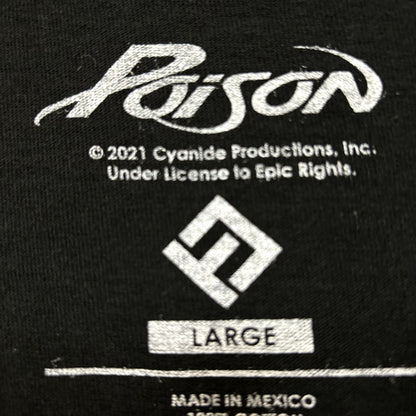 POISON
© 2021 Cyanide Productions, Inc.
Under License to Epic Rights.
LARGE
MADE IN MEXICO